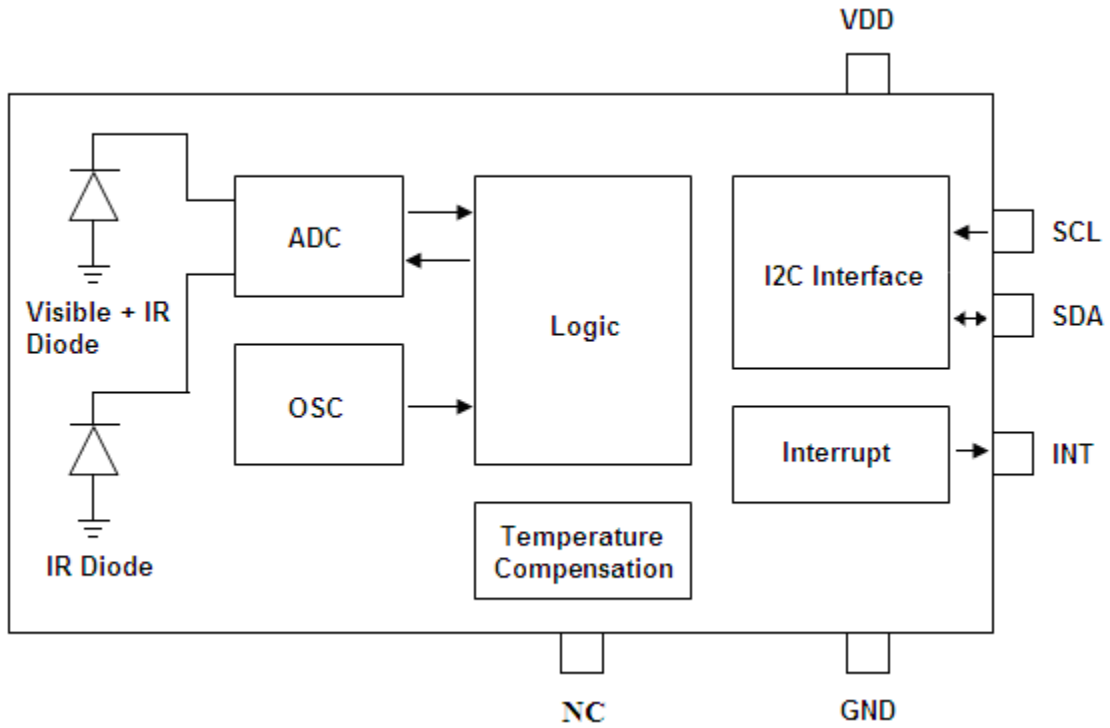 VDD
ADC
Visible + IR
Diode
OSC
IR Diode
Logic
Temperature
Compensation
I2C Interface
Interrupt
SCL
SDA
INT
NC
GND